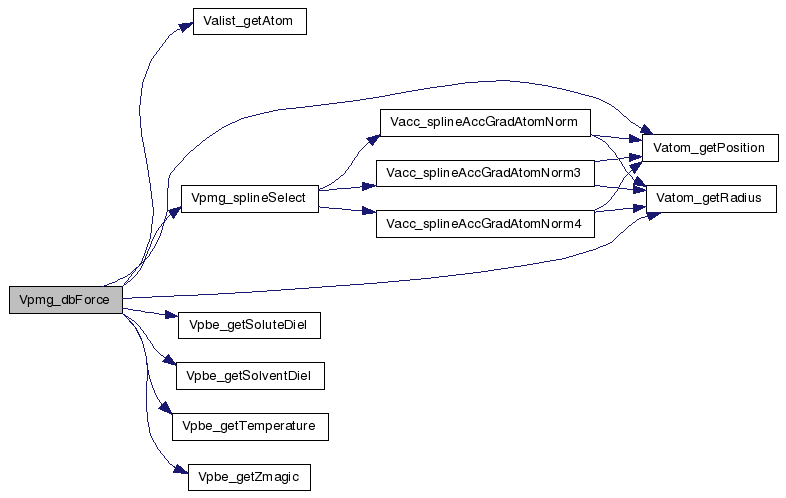 Valist_getAtom
Vacc_splineAccGradAtomNorm
Vatom_getPosition
Vacc_splineAccGradAtomNorm3
Vpmg_splineSelect
Vatom_getRadius
Vacc_splineAccGradAtomNorm4
Vpmg_dbForce
Vpbe_getSoluteDiel
Vpbe_getSolventDiel
Vpbe_getTemperature
Vpbe_getZmagic